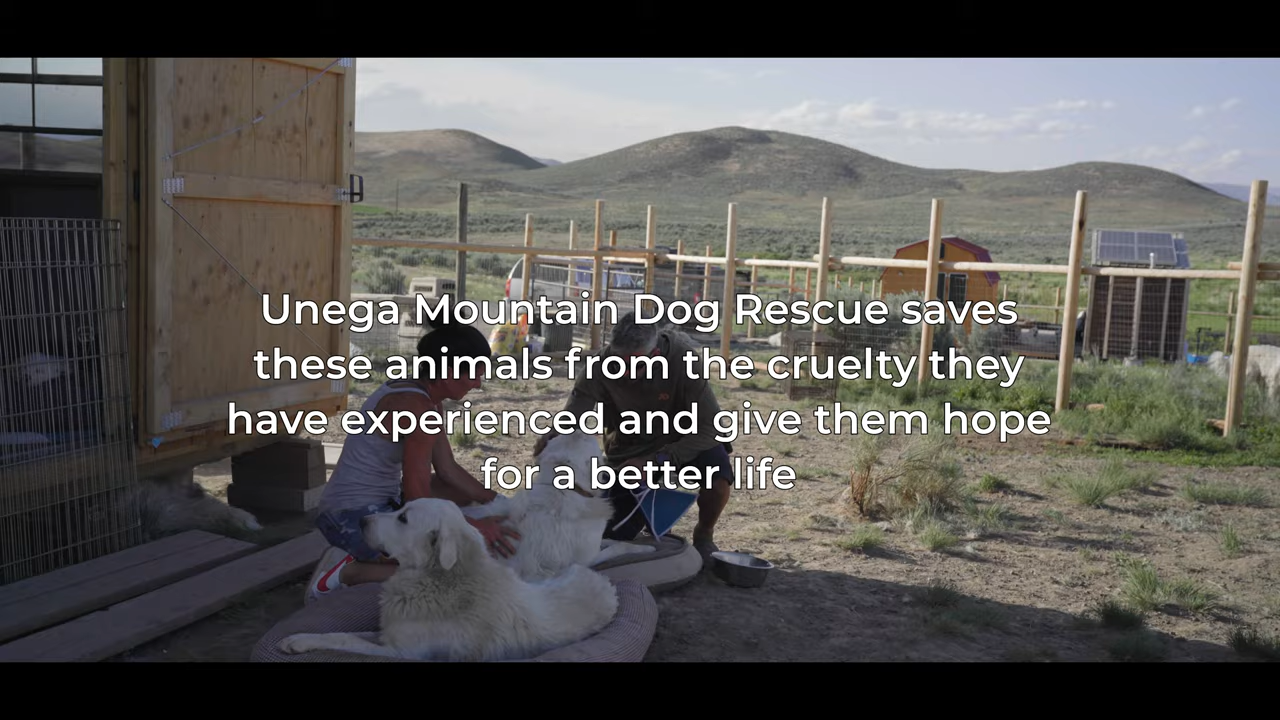 Unega Mountain Dog Rescue saves
these animals from the cruelty they
have experienced and give them hope
for a better life